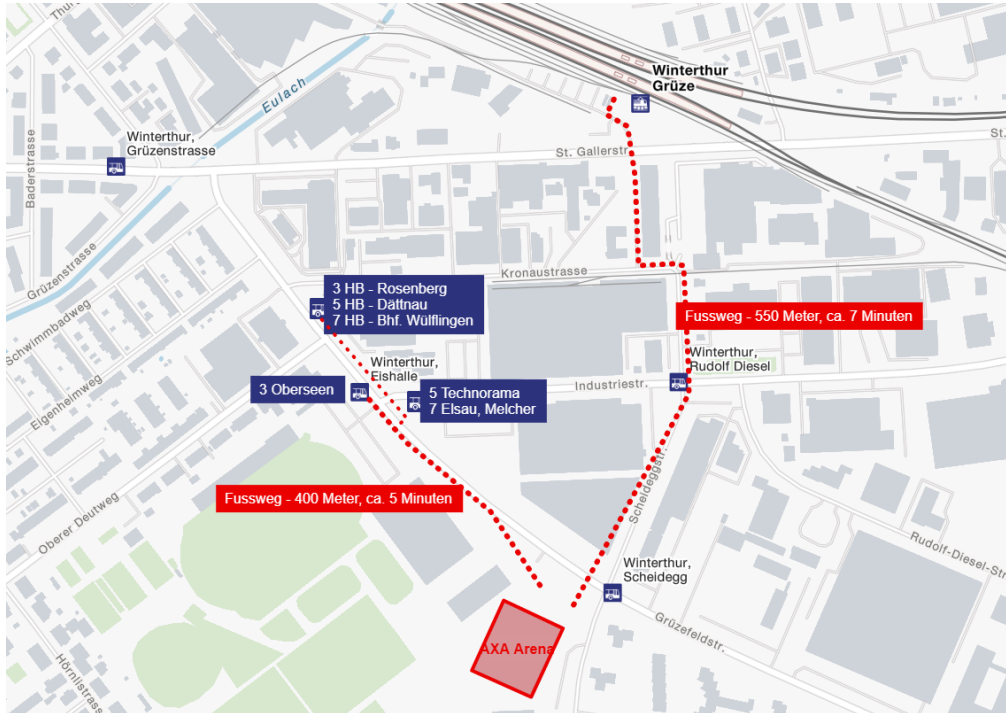 Thur
Eulach
Winterthur
Grüze
Winterthur,
Grüzenstrasse
St. Gallerstr.
St.
Baderstrasse
Grüzenstrasse
Kronaustrasse
3 HB - Rosenberg
5 HB - Dättnau
7 HB - Bhf. Wülflingen
Fussweg - 550 Meter, ca. 7 Minuten
Schwimmbadweg
Winterthur,
Eishalle
Winterthur,
Rudolf Diesel
3 Oberseen
5 Technorama
7 Elsau, Melcher
Industriestr.
Eigenheimweg
Fussweg - 400 Meter, ca. 5 Minuten
Scheideggstr.
Oberer Deutweg
Rudolf-Diesel-Str
Winterthur,
Scheidegg
Grüzefeldstr.
AXA Arena
Hörnlistrasse